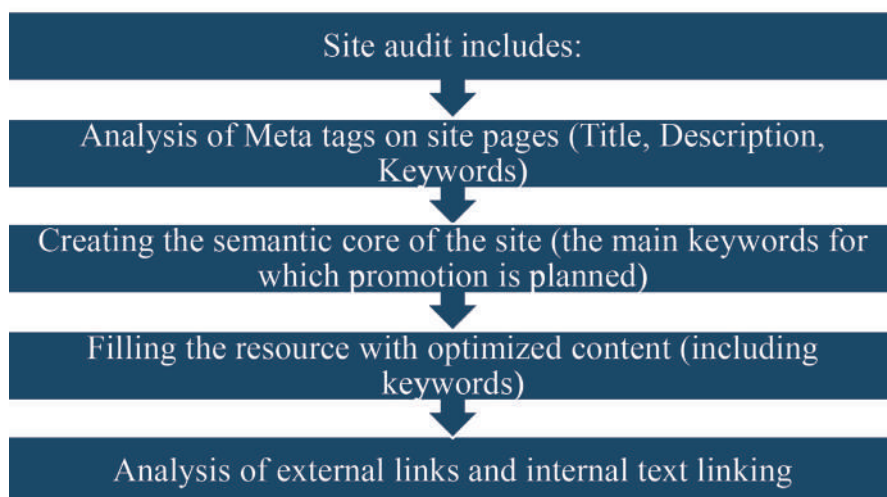 Site audit includes:
Analysis of Meta tags on site pages (Title, Description,
Keywords)
Creating the semantic core of the site (the main keywords for
which promotion is planned)
Filling the resource with optimized content (including
keywords)
Analysis of external links and internal text linking